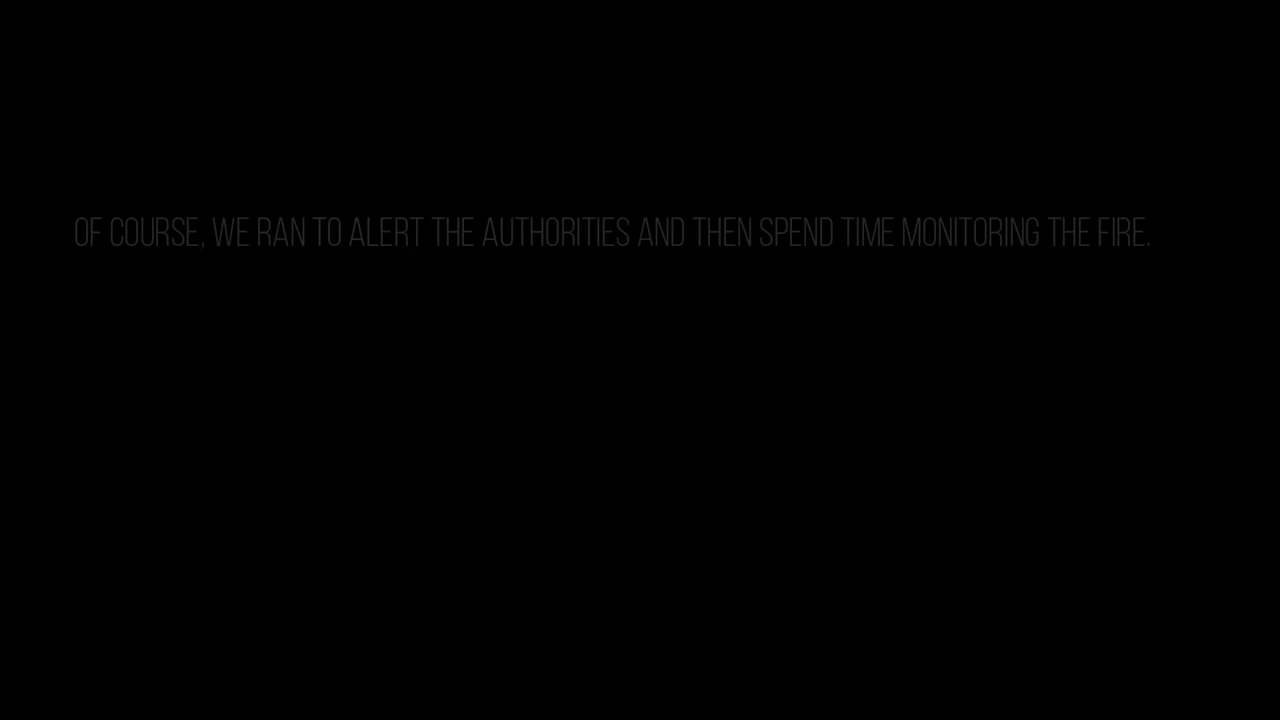 OF COURSE, WE RAN TO ALERT THE AUTHORITIES AND THEN SPEND TIME MONITORING THE FIRE.